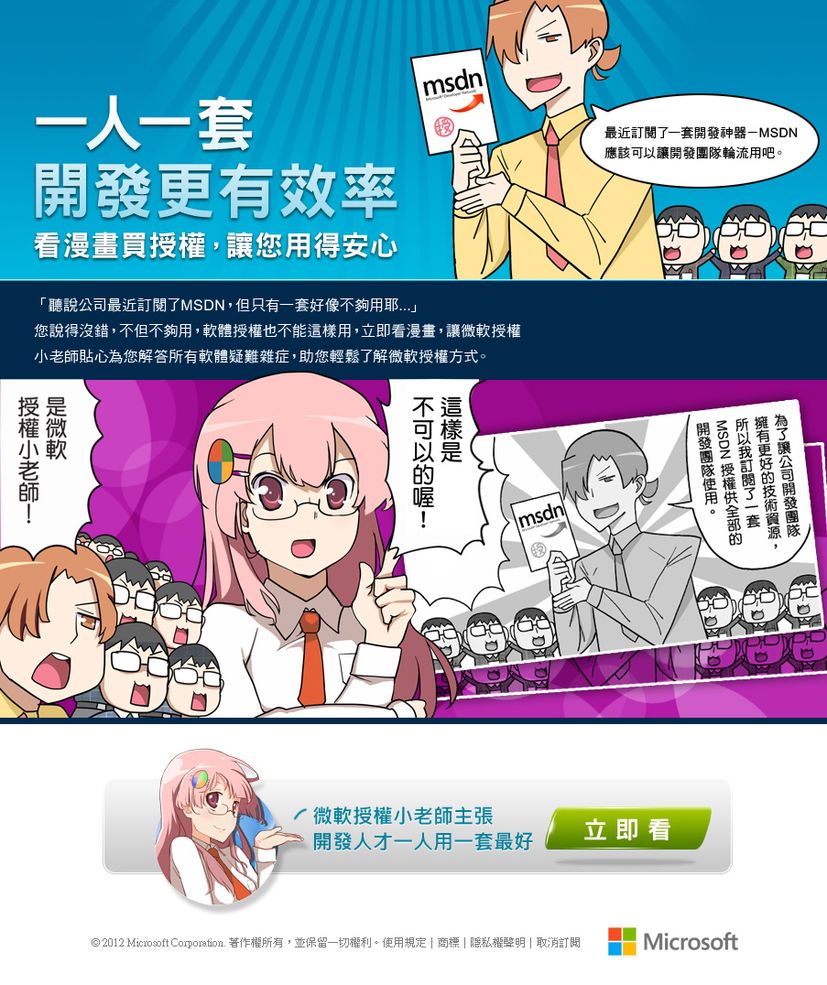 一人一套
開發更有效率
看漫畫買授權，讓您用得安心
msdn
Microsoft Developer Network
授
最近訂閱了一套開發神器－MSDN
應該可以讓開發團隊輪流用吧。
「聽說公司最近訂閱了MSDN，但只有一套好像不夠用耶...」
您說得沒錯，不但不夠用，軟體授權也不能這樣用，立即看漫畫，讓微軟授權
小老師貼心為您解答所有軟體疑難雜症，助您輕鬆了解微軟授權方式。
是微軟
授權小老師！
這樣是
不可以的喔！
為了讓公司開發團隊
擁有更好的技術資源，
所以我訂閱了一套
MSDN 授權供全部的
開發團隊使用。
msdn
授
微軟授權小老師主張
開發人才一人用一套最好
立即看
© 2012 Microsoft Corporation. 著作權所有，並保留一切權利。使用規定 | 商標 | 隱私權聲明 | 取消訂閱
Microsoft